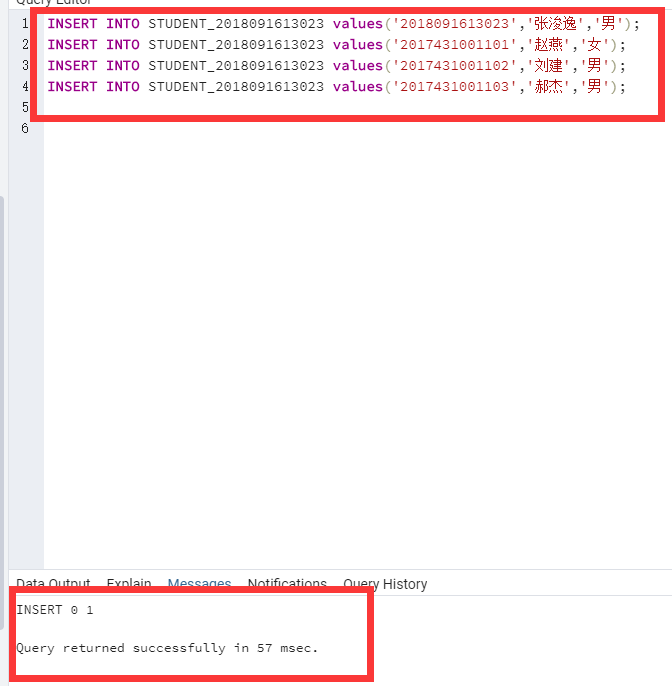 Query Editor
1 INSERT INTO STUDENT_2018091613023 values('2018091613023','张浚逸','男');
2 INSERT INTO STUDENT_2018091613023 values('2017431001101','赵燕','女');
3 INSERT INTO STUDENT_2018091613023 values('2017431001102','刘建','男');
4 INSERT INTO STUDENT_2018091613023 values('2017431001103','郝杰','男');
5
6
Data Output Explain Messages Notifications Query History
INSERT 0 1
Query returned successfully in 57 msec.